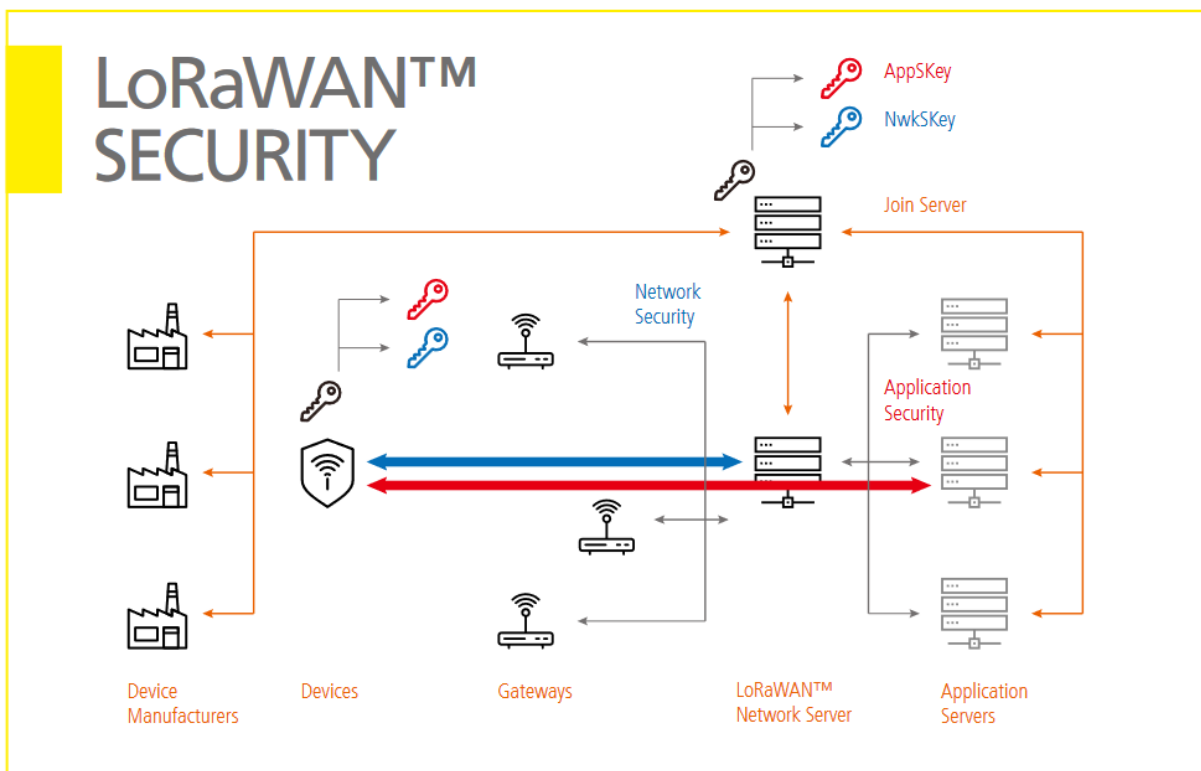 LoRaWAN™
SECURITY
AppSKey
NwkSKey
Join Server
Network
Security
Application
Security
Device
Manufacturers
Devices
Gateways
LoRaWAN™
Network Server
Application
Servers